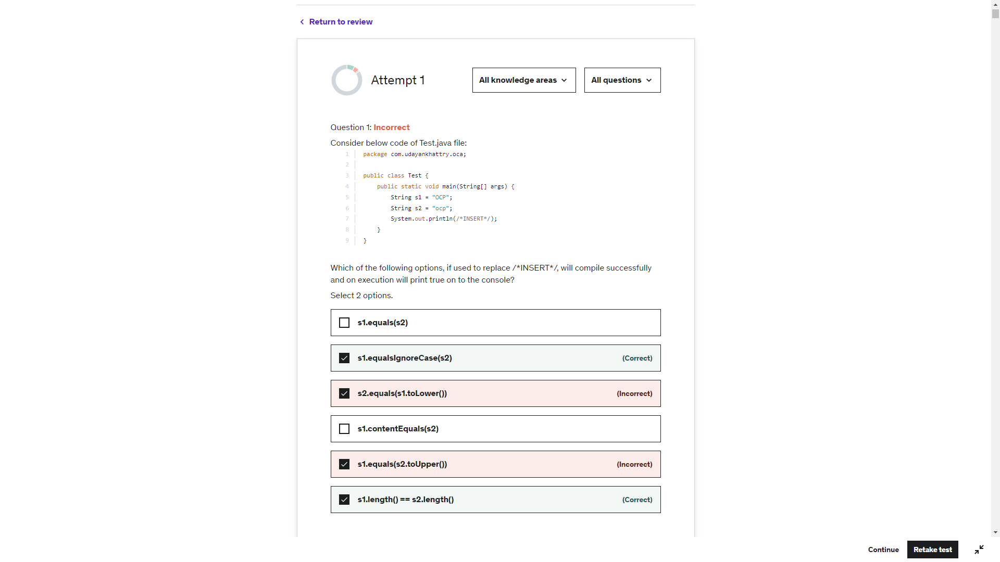 Return to review
Attempt 1
All knowledge areas
All questions
Question 1: Incorrect
Consider below code of Test.java file:
1 package com.udayankhattry.oca;
2
3 public class Test {
4 public static void main(String[] args) {
5 String s1 = "OCP";
6 String s2 = "ocp";
7 System.out.println(/*INSERT*/);
8 }
9 }
Which of the following options, if used to replace /*INSERT*/, will compile successfully
and on execution will print true on to the console?
Select 2 options.
s1.equals(s2)
s1.equalsIgnoreCase(s2) (Correct)
s2.equals(s1.toLower()) (Incorrect)
s1.contentEquals(s2)
s1.equals(s2.toUpper()) (Incorrect)
s1.length() == s2.length() (Correct)
Continue
Retake test